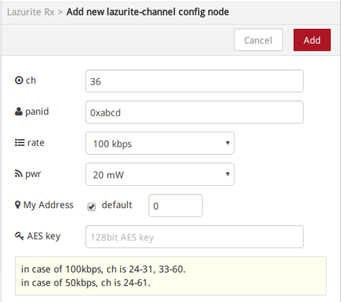 Lazurite Rx > Add new lazurite-channel config node
Cancel Add
ch 36
panid 0xabcd
rate 100 kbps
pwr 20 mW
My Address default 0
AES key 128bit AES key
in case of 100kbps, ch is 24-31, 33-60.
in case of 50kbps, ch is 24-61.